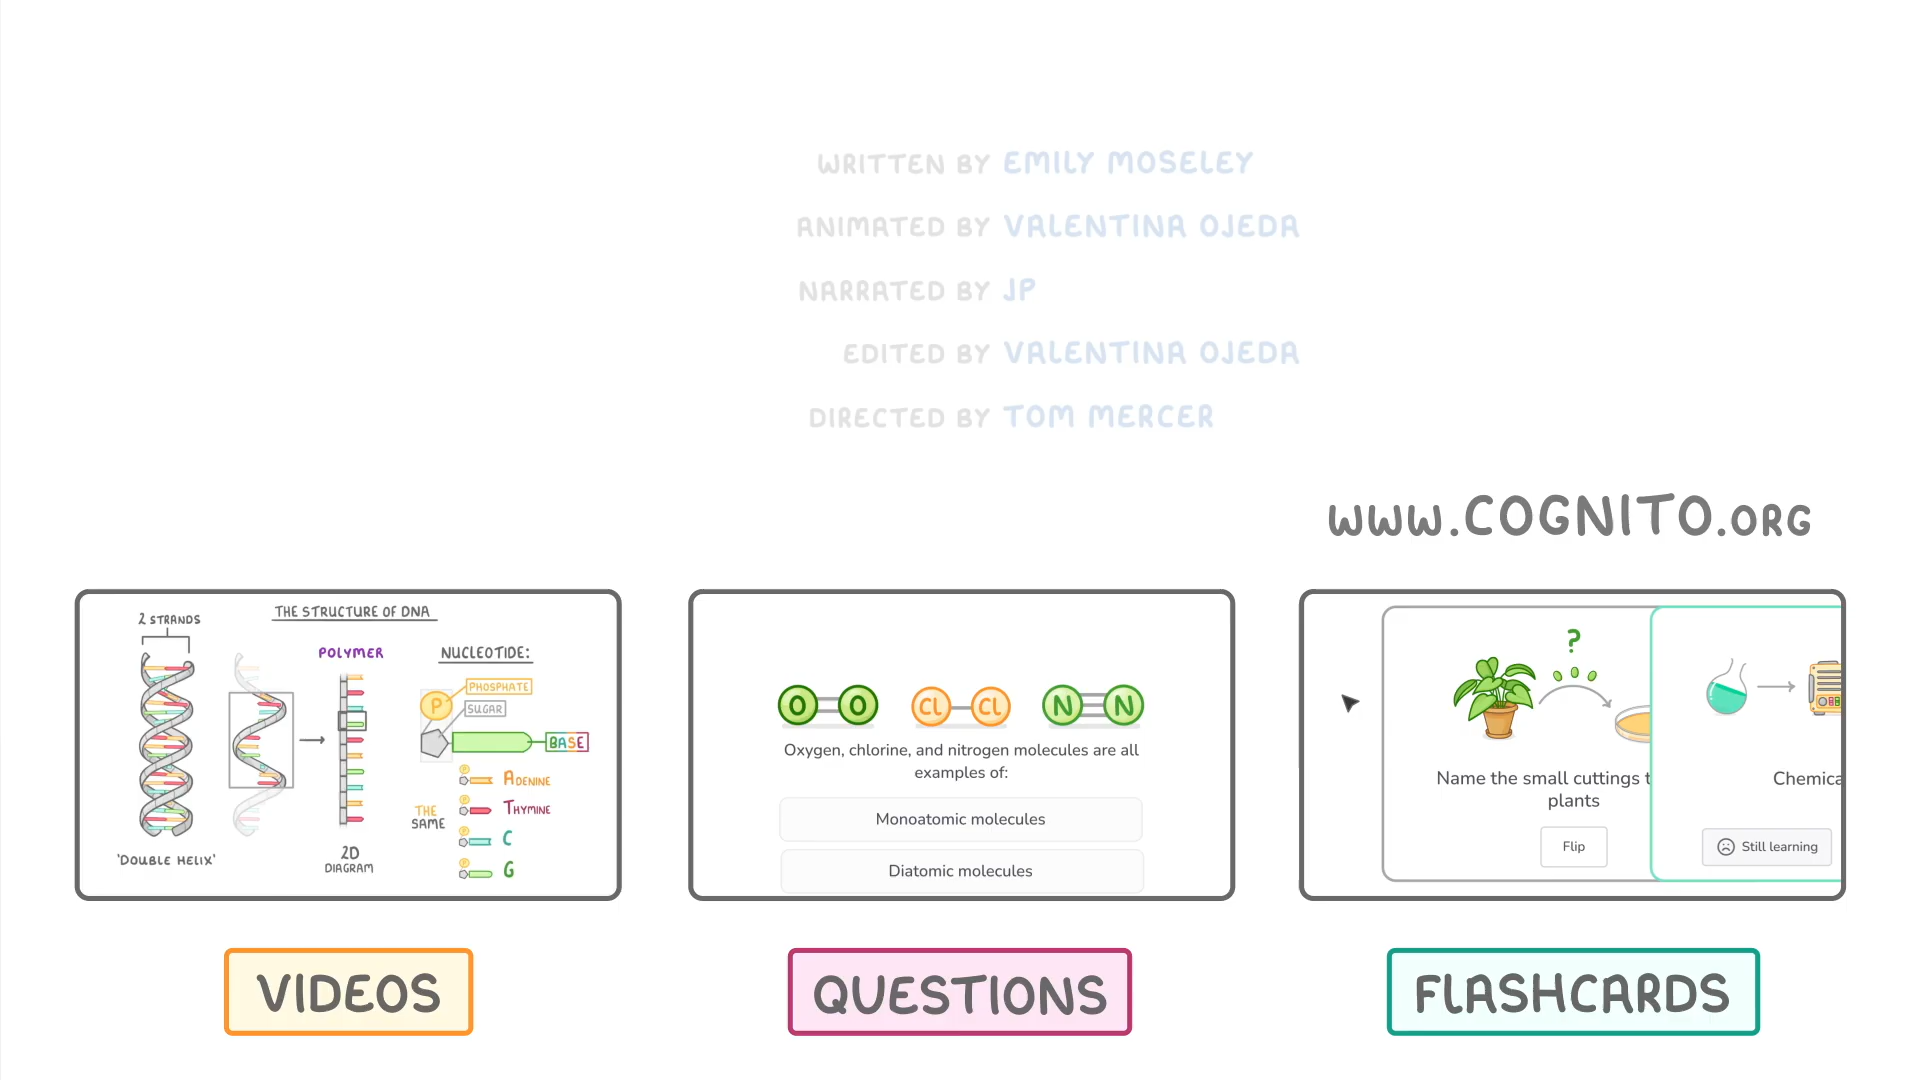 WRITTEN BY EMILY MOSELEY
ANIMATED BY VALENTINA OJEDA
NARRATED BY JP
EDITED BY VALENTINA OJEDA
DIRECTED BY TOM MERCER
www.COGNITO.ORG
THE STRUCTURE OF DNA
2 STRANDS
POLYMER
NUCLEOTIDE:
PHOSPHATE
P
SUGAR
BASE
ADENINE
THE SAME
THYMINE
C
G
'DOUBLE HELIX'
2D
DIAGRAM
O O Cl Cl N N
Oxygen, chlorine, and nitrogen molecules are all
examples of:
Monoatomic molecules
Diatomic molecules
?
Name the small cuttings t
plants
Flip
Chemica
Still learning
VIDEOS
QUESTIONS
FLASHCARDS